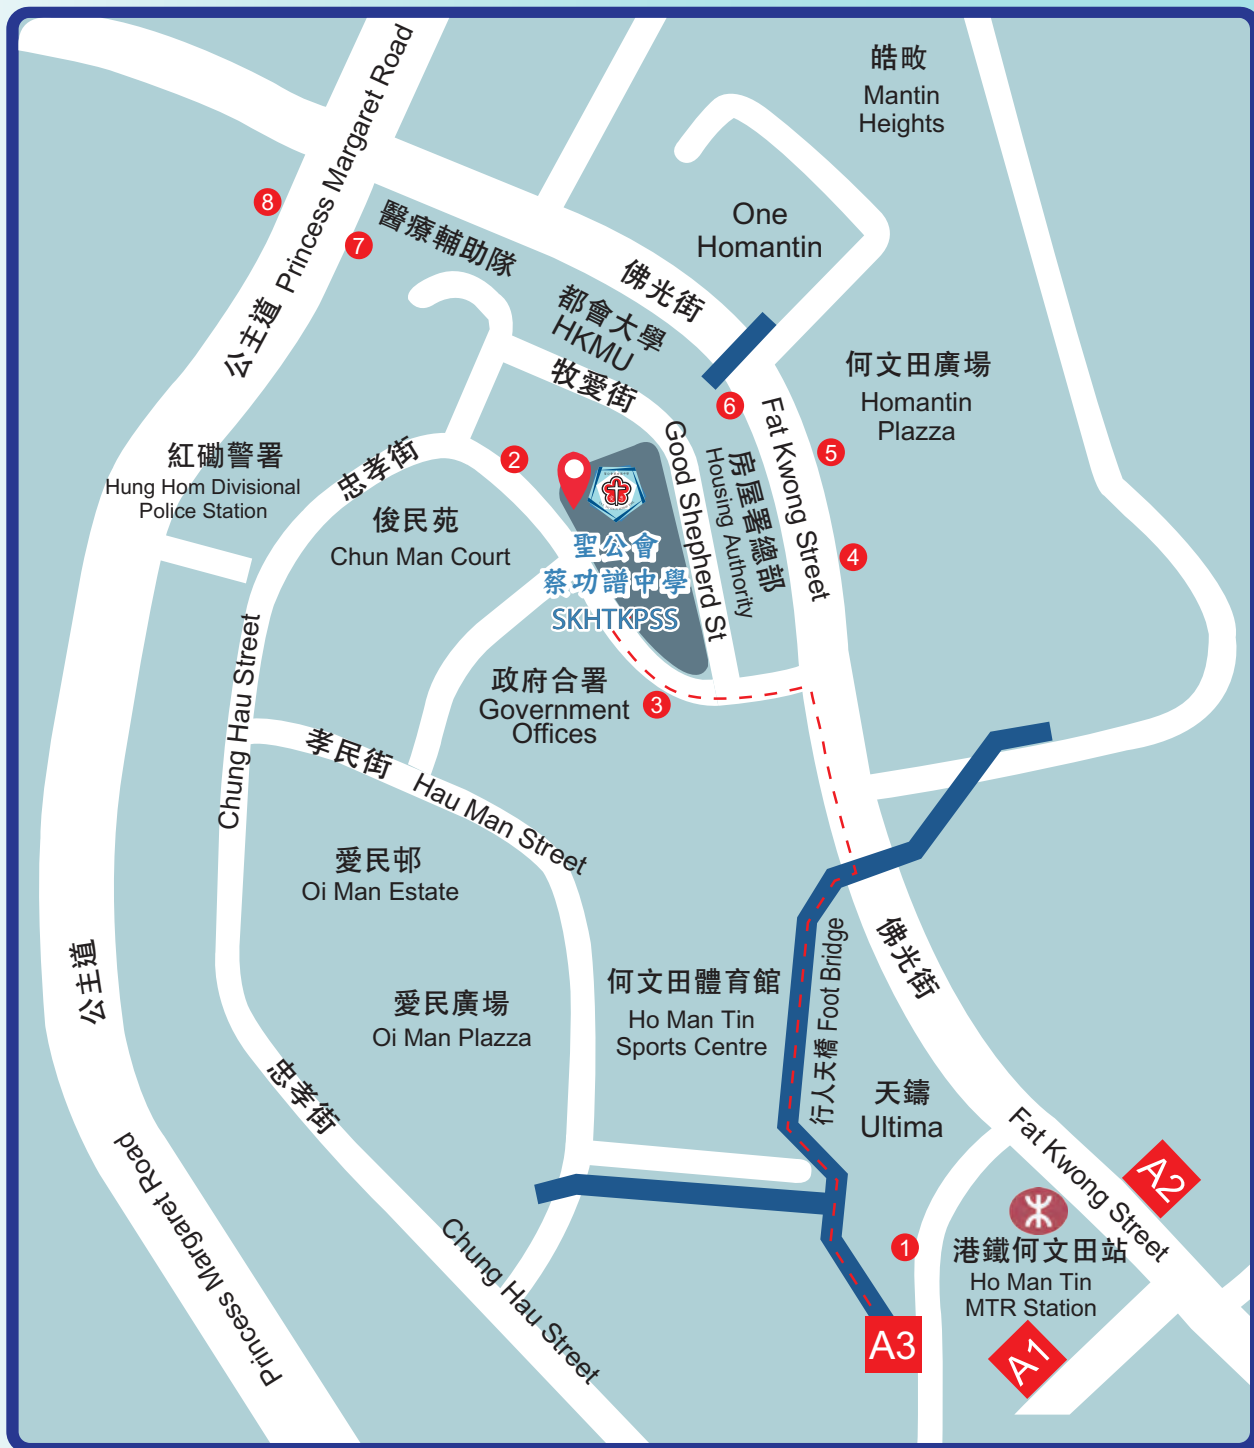 皓畋
Mantin
Heights
公主道 Princess Margaret Road
8
7
醫療輔助隊
One
Homantin
佛光街
都會大學
HKMU
牧愛街
何文田廣場
Homantin
Plazza
6
5
Fat Kwong Street
紅磡警署
Hung Hom Divisional
Police Station
忠孝街
2
Good Shepherd St
房屋署總部
Housing Authority
俊民苑
Chun Man Court
聖公會
蔡功譜中學
SKHTKPSS
4
Chung Hau Street
政府合署
Government
Offices
3
孝民街 Hau Man Street
愛民邨
Oi Man Estate
公主道
愛民廣場
Oi Man Plazza
何文田體育館
Ho Man Tin
Sports Centre
行人天橋 Foot Bridge
佛光街
忠孝街
天鑄
Ultima
Fat Kwong Street
A2
Princess Margaret Road
Chung Hau Street
1
港鐵何文田站
Ho Man Tin
MTR Station
A3
A1